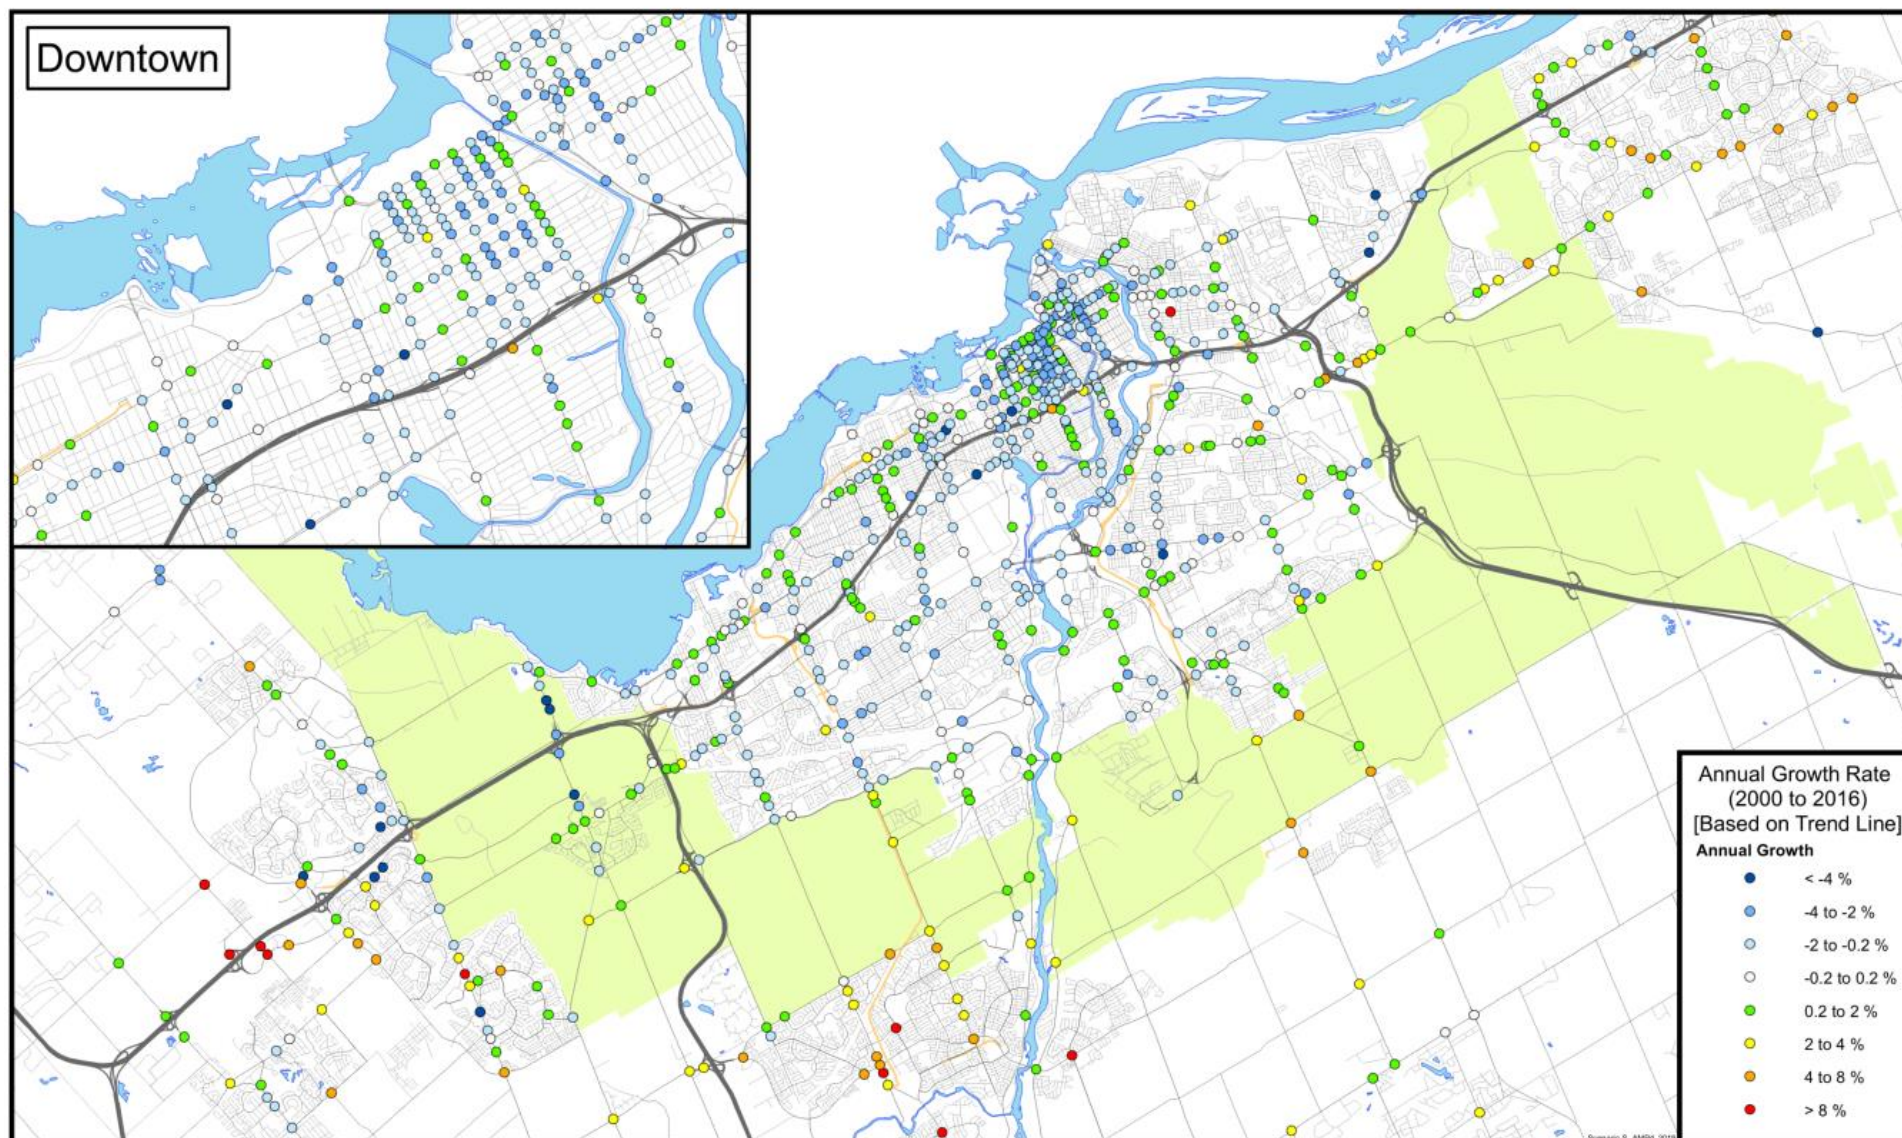 Downtown
Annual Growth Rate
(2000 to 2016)
[Based on Trend Line]
Annual Growth
< -4 %
-4 to -2 %
-2 to -0.2 %
-0.2 to 0.2 %
0.2 to 2 %
2 to 4 %
4 to 8 %
> 8 %